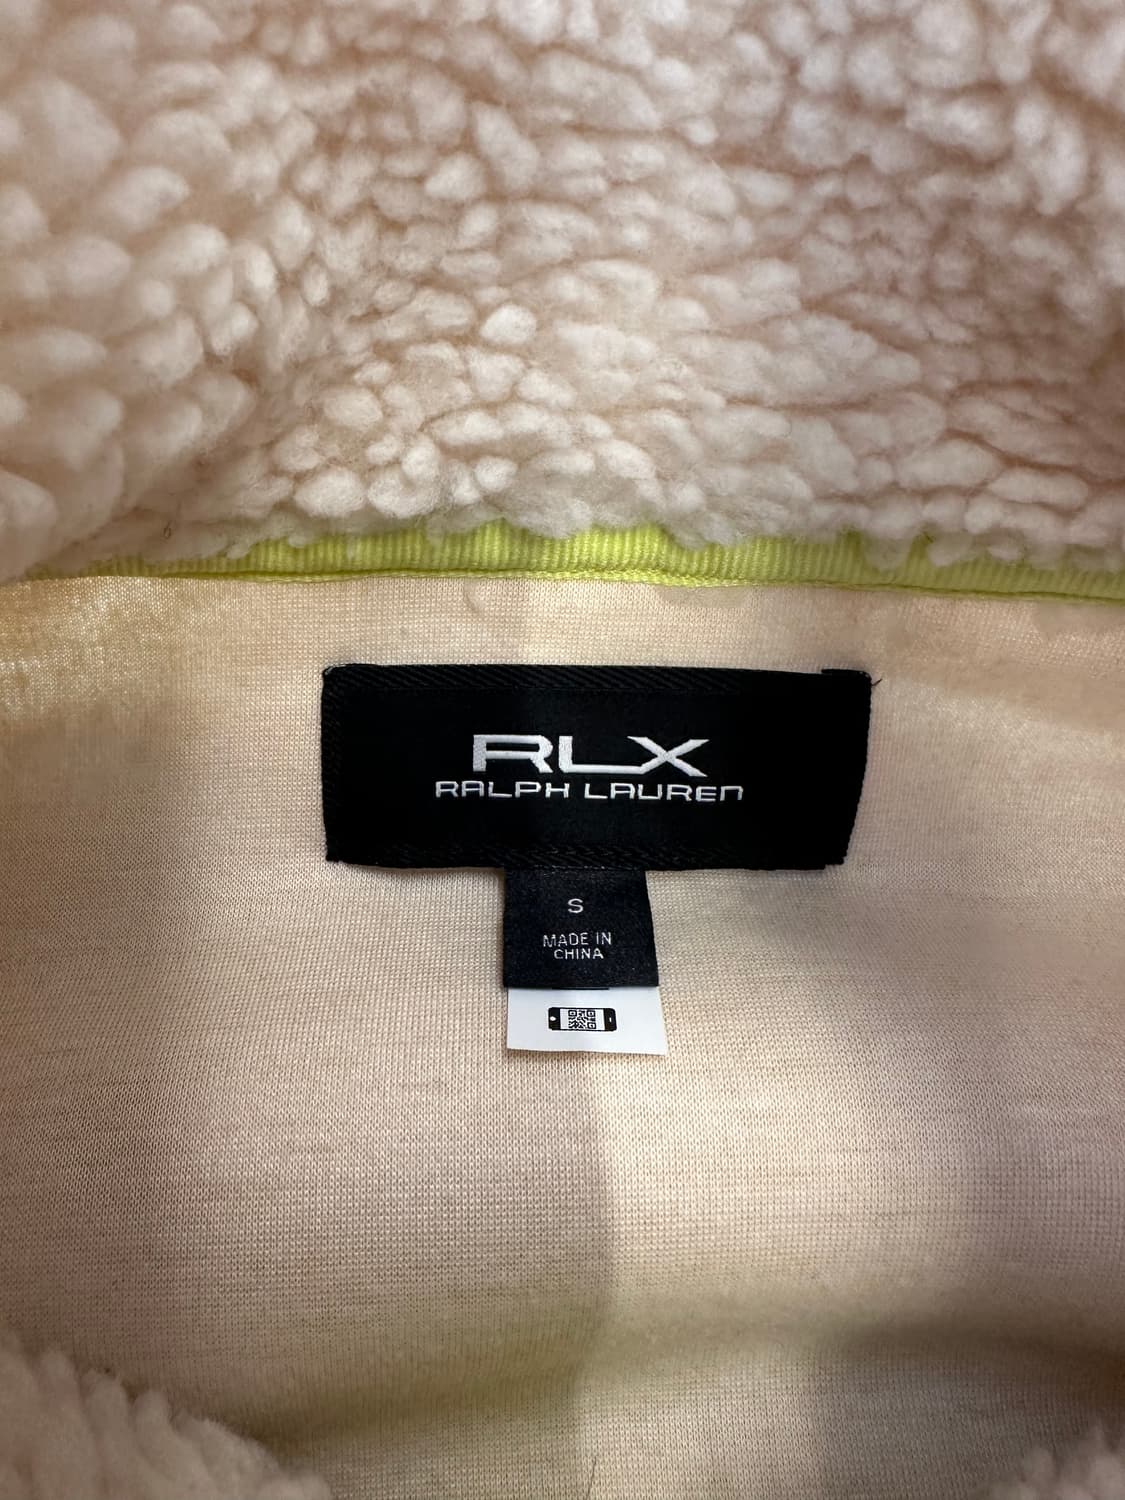 RLX
RALPH LAUREN
S
MADE IN
CHINA